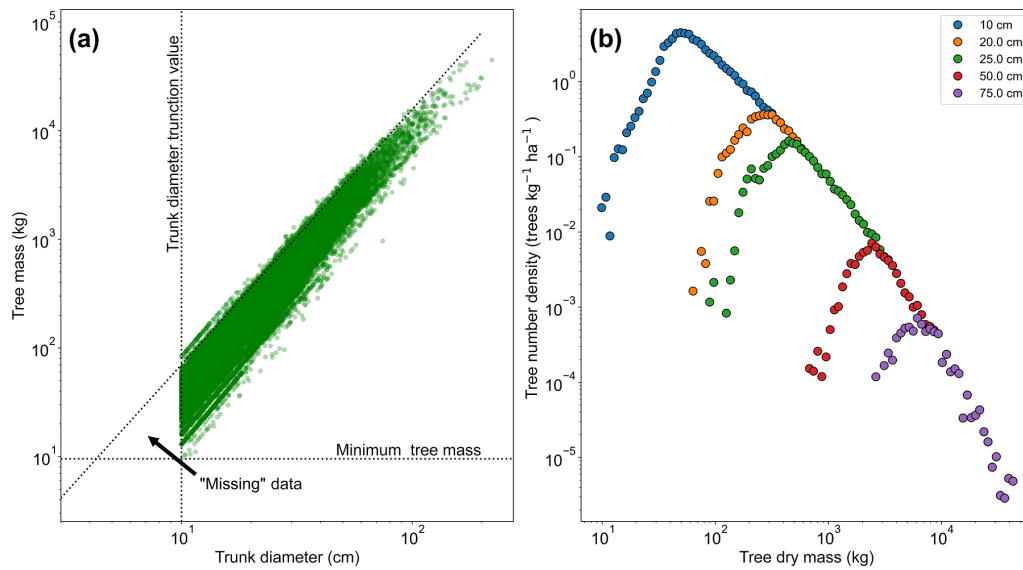 (a)
Trunk diameter trunction value
Minimum  tree mass
"Missing" data
10^5
10^4
10^3
10^2
10^1
Tree mass (kg)
10^1
10^2
Trunk diameter (cm)
(b)
10 cm
20.0 cm
25.0 cm
50.0 cm
75.0 cm
10^0
10^−1
10^−2
10^−3
10^−4
10^−5
Tree number density (trees kg^−1 ha^−1)
10^1
10^2
10^3
10^4
Tree dry mass (kg)